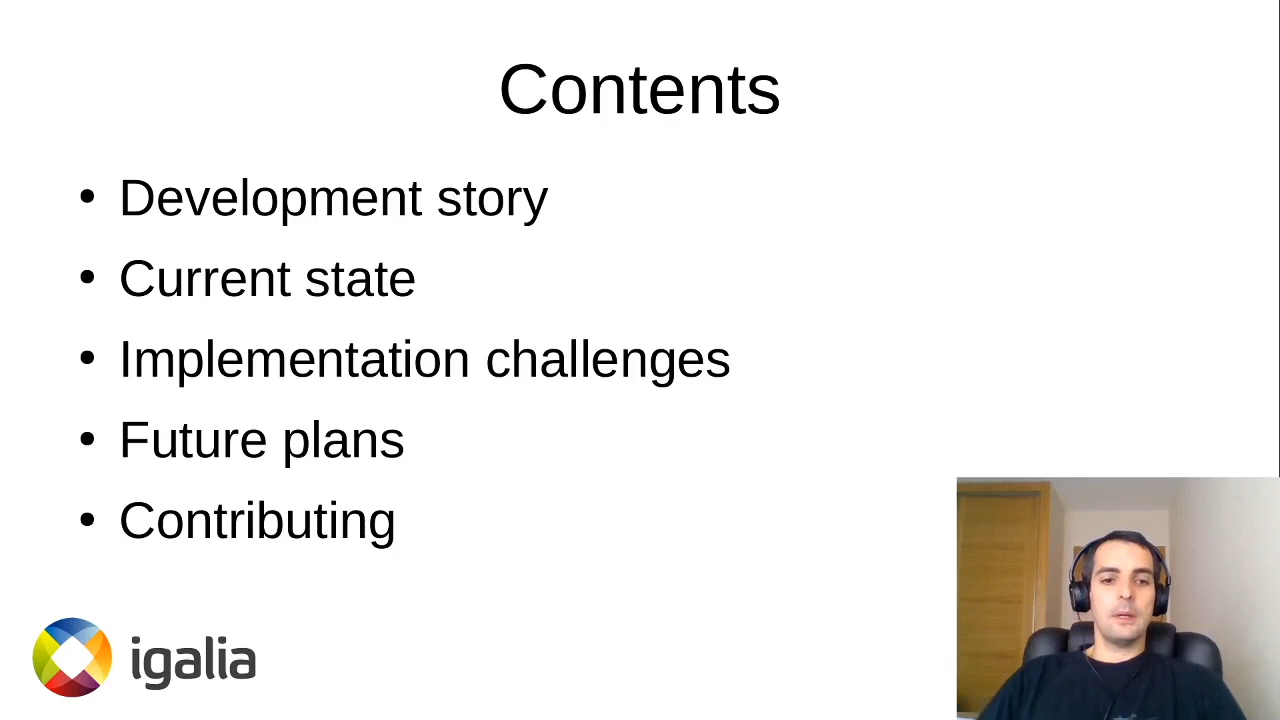 Contents
• Development story
• Current state
• Implementation challenges
• Future plans
• Contributing
igalia